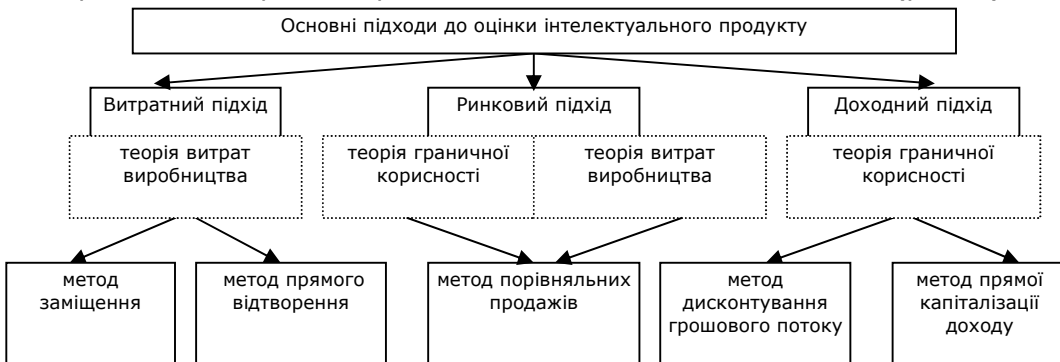 Основні підходи до оцінки інтелектуального продукту
Витратний підхід
Ринковий підхід
Доходний підхід
теорія витрат
виробництва
теорія граничної
корисності
теорія витрат
виробництва
теорія граничної
корисності
метод
заміщення
метод прямого
відтворення
метод порівняльних
продажів
метод
дисконтування
грошового потоку
метод прямої
капіталізації
доходу